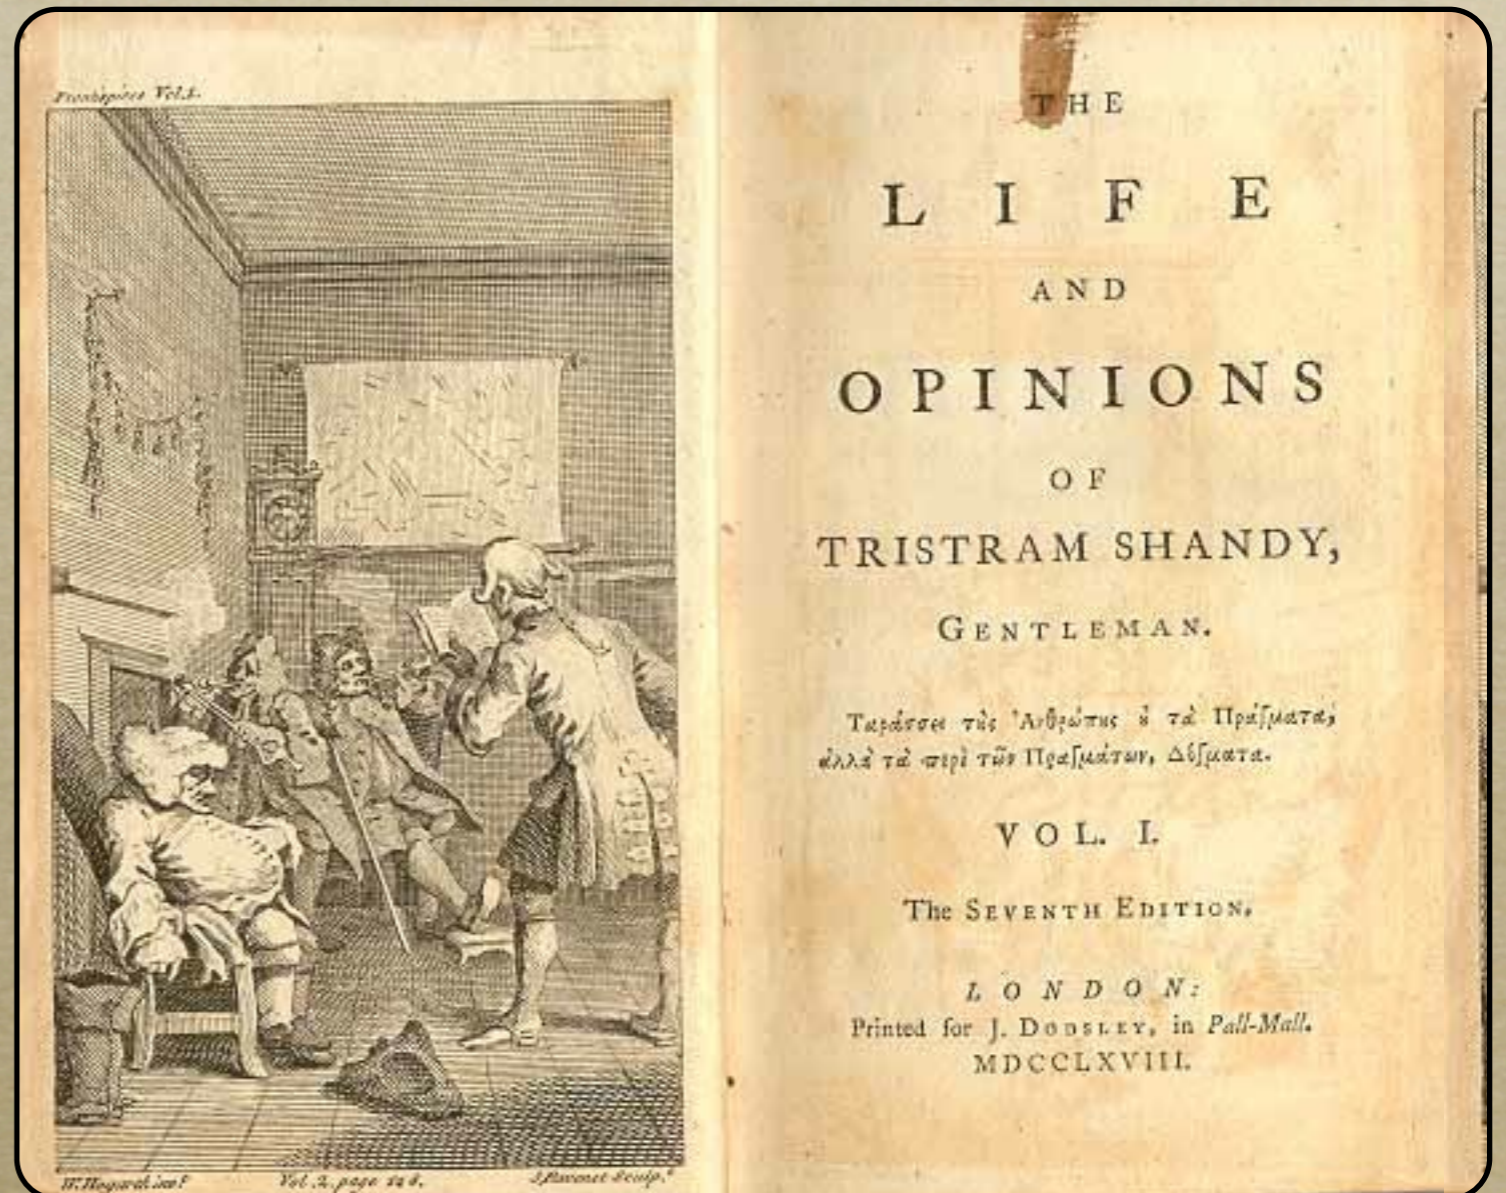 Frontispiece Vol.1.
W. Hogarth inv.t
Vol. 2. page 128.
J. Ravenet Sculp.t
THE
LIFE
AND
OPINIONS
OF
TRISTRAM SHANDY,
GENTLEMAN.
Ταράσσει τοὺς Ἀνθρώπους οὐ τὰ Πράγματα,
ἀλλὰ τὰ περὶ τῶν Πραγμάτων, Δόγματα.
VOL. I.
The SEVENTH EDITION.
LONDON:
Printed for J. DODSLEY, in Pall-Mall.
MDCCLXVIII.